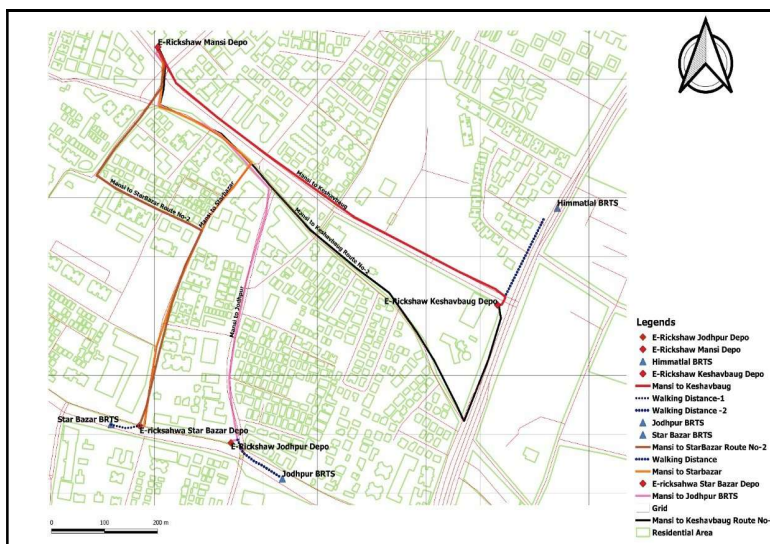 E-Rickshaw Mansi Depo
Mansi to Keshavbaug
Mansi to StarBazar Route No-2
Mansi to Starbazar
Mansi to Keshavbaug Route No-2
Mansi to Jodhpur
Himmatlal BRTS
E-Rickshaw Keshavbaug Depo
Star Bazar BRTS
E-ricksahwa Star Bazar Depo
E-Rickshaw Jodhpur Depo
Jodhpur BRTS
Legends
E-Rickshaw Jodhpur Depo
E-Rickshaw Mansi Depo
Himmatlal BRTS
E-Rickshaw Keshavbaug Depo
Mansi to Keshavbaug
Walking Distance-1
Walking Distance -2
Jodhpur BRTS
Star Bazar BRTS
Mansi to StarBazar Route No-2
Walking Distance
Mansi to Starbazar
E-ricksahwa Star Bazar Depo
Mansi to Jodhpur BRTS
Grid
Mansi to Keshavbaug Route No-
Residential Area
0 100 200 m